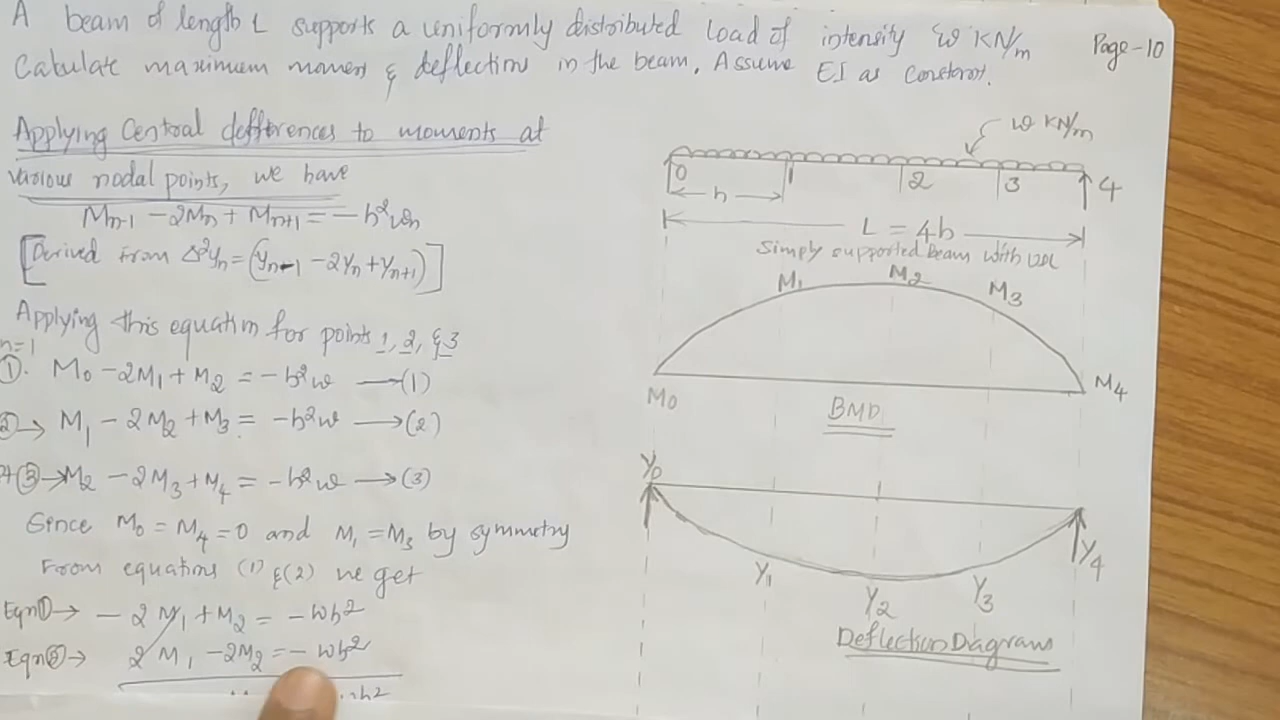 A beam of length L supports a uniformly distributed load of intensity w KN/m
Page-10
Calculate maximum moment & deflections in the beam. Assume EI as constant.
Applying Central defferences to moments at
various nodal points, we have
Mn-1 - 2Mn + Mn+1 = -h²wn
[Derived from Δ²yn = (yn-1 - 2yn + yn+1)]
Applying this equation for points 1, 2, & 3
n=1
①. M0 - 2M1 + M2 = -h²w →(1)
②→ M1 - 2M2 + M3 = -h²w →(2)
③→ M2 - 2M3 + M4 = -h²w →(3)
Since M0 = M4 = 0 and M1 = M3 by symmetry
From equations (1) & (2) we get
Eqn①→ - 2M1 + M2 = -wh²
Eqn②→ 2M1 - 2M2 = -wh²
w KN/m
0 1 2 3 4
h
L = 4h
Simply supported Beam with UDL
M1 M2 M3
M0 M4
BMD
Y0
Y4
Y1 Y2 Y3
Deflection Diagrams